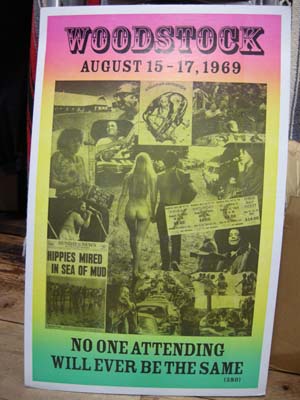 WOODSTOCK
AUGUST 15-17, 1969
HIPPIES MIRED
IN SEA OF MUD
NO ONE ATTENDING
WILL EVER BE THE SAME